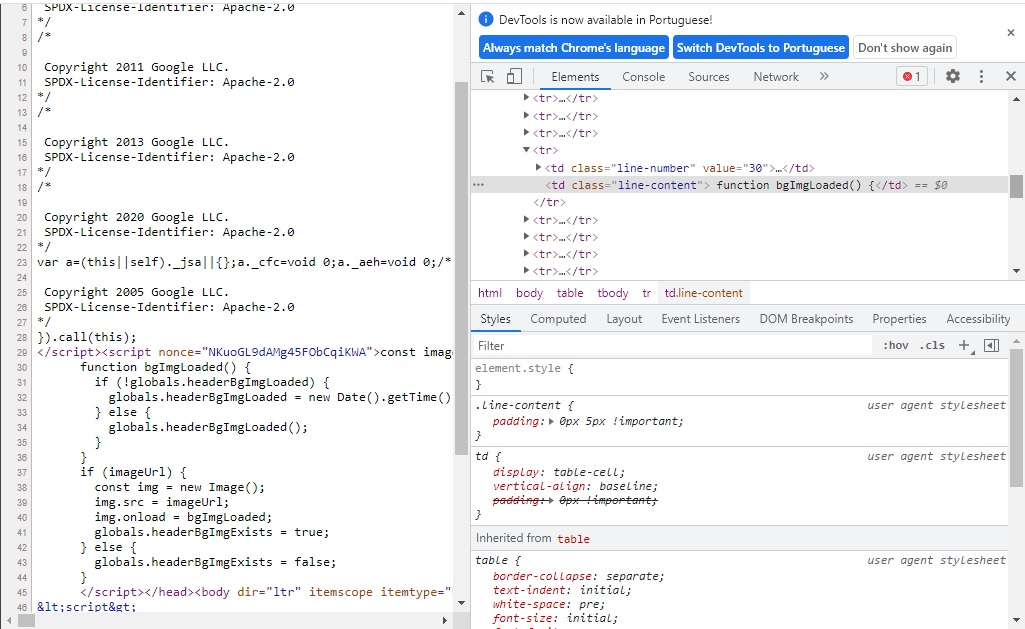 6 SPDX-License-Identifier: Apache-2.0
7 */
8 /*
9
10 Copyright 2011 Google LLC.
11 SPDX-License-Identifier: Apache-2.0
12 */
13 /*
14
15 Copyright 2013 Google LLC.
16 SPDX-License-Identifier: Apache-2.0
17 */
18 /*
19
20 Copyright 2020 Google LLC.
21 SPDX-License-Identifier: Apache-2.0
22 */
23 var a=(this||self)._jsa||{};a._cfc=void 0;a._aeh=void 0;/*
24
25 Copyright 2005 Google LLC.
26 SPDX-License-Identifier: Apache-2.0
27 */
28 }).call(this);
29 </script><script nonce="NKuoGL9dAMg45FObCqiKWA">const imag
30 function bgImgLoaded() {
31 if (!globals.headerBgImgLoaded) {
32 globals.headerBgImgLoaded = new Date().getTime()
33 } else {
34 globals.headerBgImgLoaded();
35 }
36 }
37 if (imageUrl) {
38 const img = new Image();
39 img.src = imageUrl;
40 img.onload = bgImgLoaded;
41 globals.headerBgImgExists = true;
42 } else {
43 globals.headerBgImgExists = false;
44 }
45 </script></head><body dir="ltr" itemscope itemtype="
46 &lt;script&gt;
DevTools is now available in Portuguese!
Always match Chrome's language Switch DevTools to Portuguese Don't show again
Elements Console Sources Network » 1
<tr>…</tr>
<tr>…</tr>
<tr>…</tr>
<tr>
<td class="line-number" value="30">…</td>
<td class="line-content"> function bgImgLoaded() {</td> == $0
</tr>
<tr>…</tr>
<tr>…</tr>
<tr>…</tr>
<tr>…</tr>
html body table tbody tr td.line-content
Styles Computed Layout Event Listeners DOM Breakpoints Properties Accessibility
Filter :hov .cls +
element.style {
}
.line-content { user agent stylesheet
padding: 0px 5px !important;
}
td { user agent stylesheet
display: table-cell;
vertical-align: baseline;
padding: 0px !important;
}
Inherited from table
table { user agent stylesheet
border-collapse: separate;
text-indent: initial;
white-space: pre;
font-size: initial;